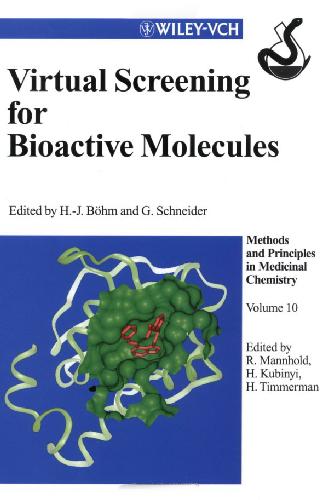 WILEY-VCH
Virtual Screening
for
Bioactive Molecules
Edited by H.-J. Böhm and G. Schneider
Methods
and Principles
in Medicinal
Chemistry
Volume 10
Edited by
R. Mannhold,
H. Kubinyi,
H. Timmerman